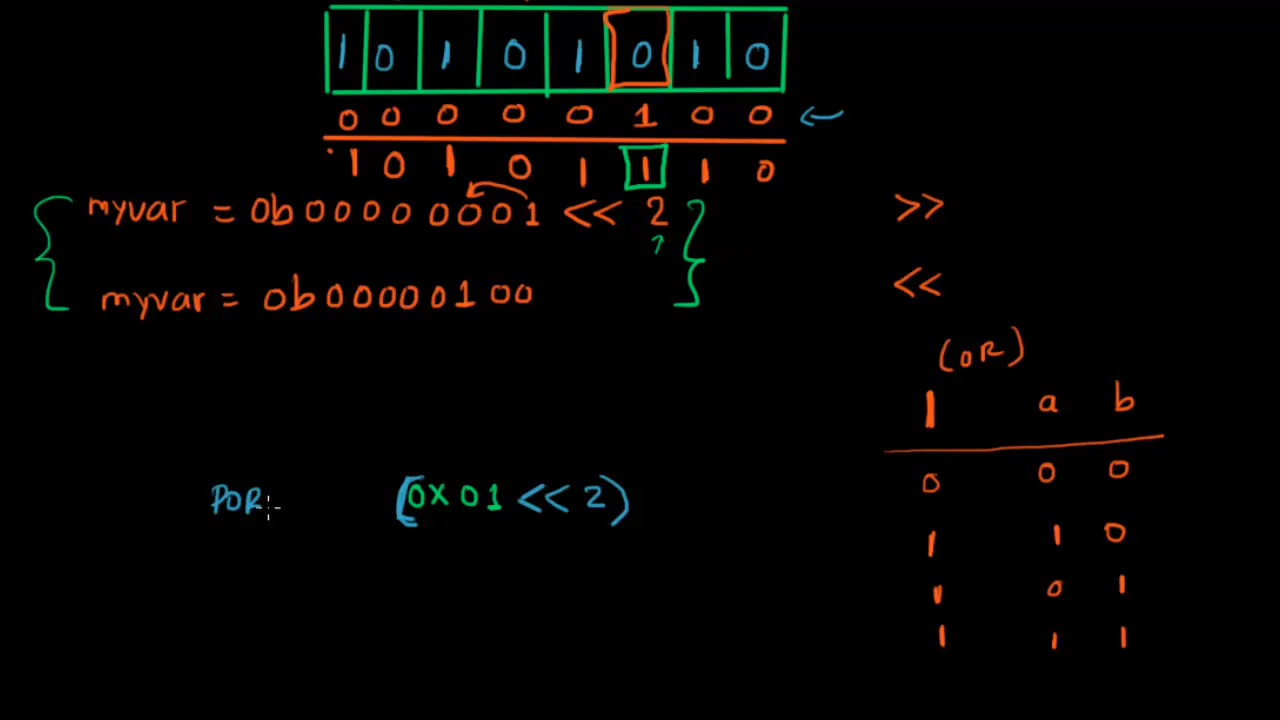 1 0 1 0 1 0 1 0
0 0 0 0 0 1 0 0 ←
1 0 1 0 1 1 1 0
myvar = 0b00000001 << 2
>>
myvar = 0b00000100
<<
(OR)
| a b
0 0 0
1 1 0
1 0 1
1 1 1
POR (0x01 << 2)